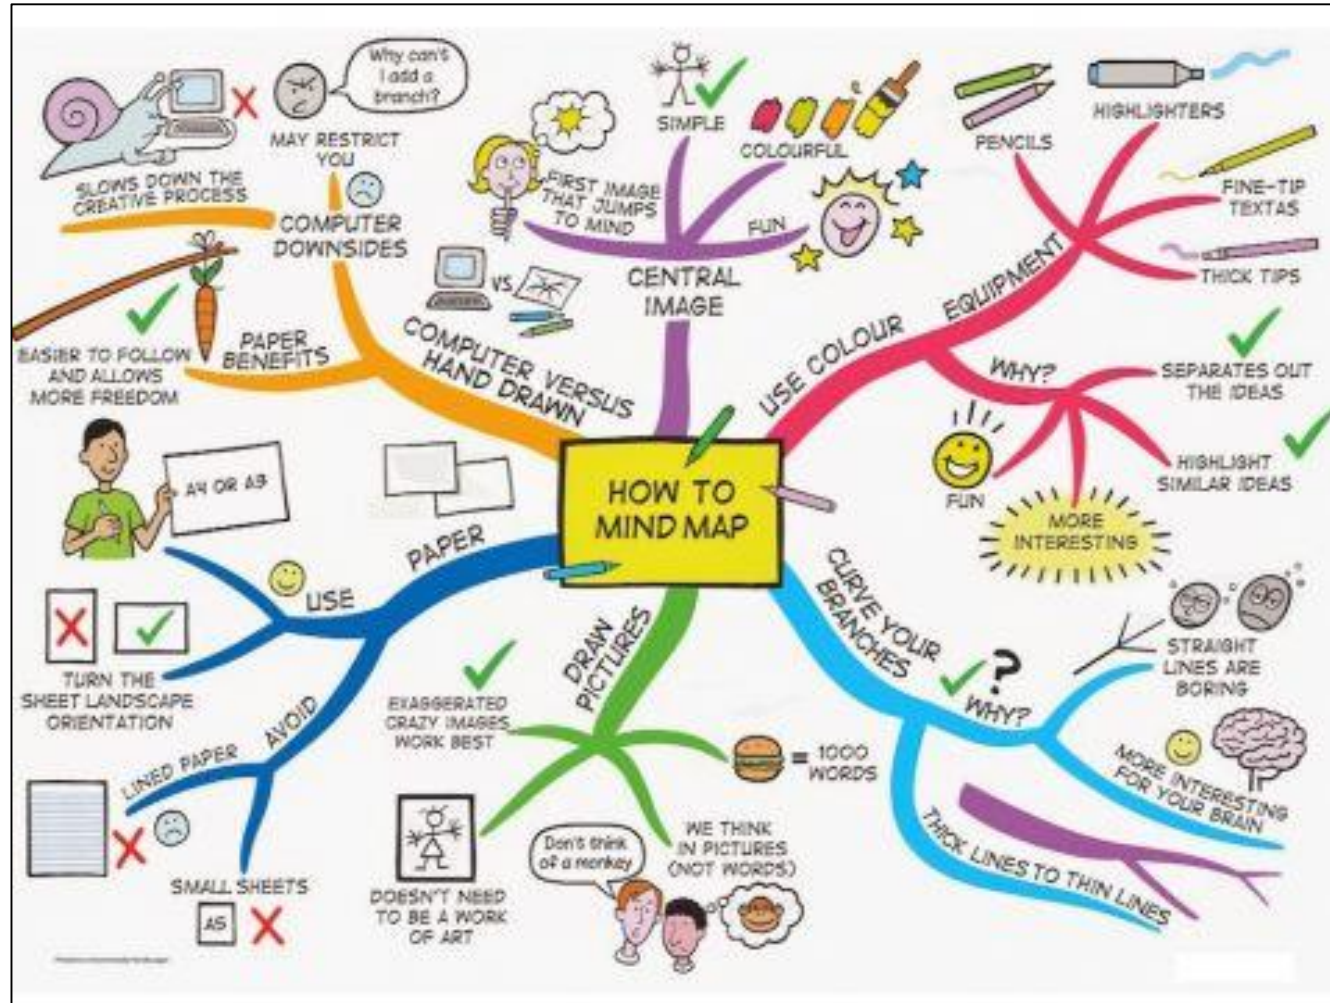 HOW TO
MIND MAP
CENTRAL
IMAGE
FIRST IMAGE
THAT JUMPS
TO MIND
SIMPLE
COLOURFUL
FUN
USE COLOUR
EQUIPMENT
PENCILS
HIGHLIGHTERS
FINE-TIP
TEXTAS
THICK TIPS
WHY?
SEPARATES OUT
THE IDEAS
HIGHLIGHT
SIMILAR IDEAS
MORE
INTERESTING
FUN
CURVE YOUR
BRANCHES
?
WHY?
STRAIGHT
LINES ARE
BORING
MORE INTERESTING
FOR YOUR BRAIN
THICK LINES TO THIN LINES
DRAW
PICTURES
= 1000
WORDS
WE THINK
IN PICTURES
(NOT WORDS)
Don't think
of a monkey
DOESN'T NEED
TO BE A WORK
OF ART
EXAGGERATED
CRAZY IMAGES
WORK BEST
PAPER
USE
A4 OR A3
TURN THE
SHEET LANDSCAPE
ORIENTATION
AVOID
LINED PAPER
SMALL SHEETS
A5
COMPUTER VERSUS
HAND DRAWN
VS
PAPER
BENEFITS
EASIER TO FOLLOW
AND ALLOWS
MORE FREEDOM
COMPUTER
DOWNSIDES
SLOWS DOWN THE
CREATIVE PROCESS
MAY RESTRICT
YOU
Why can't
I add a
branch?